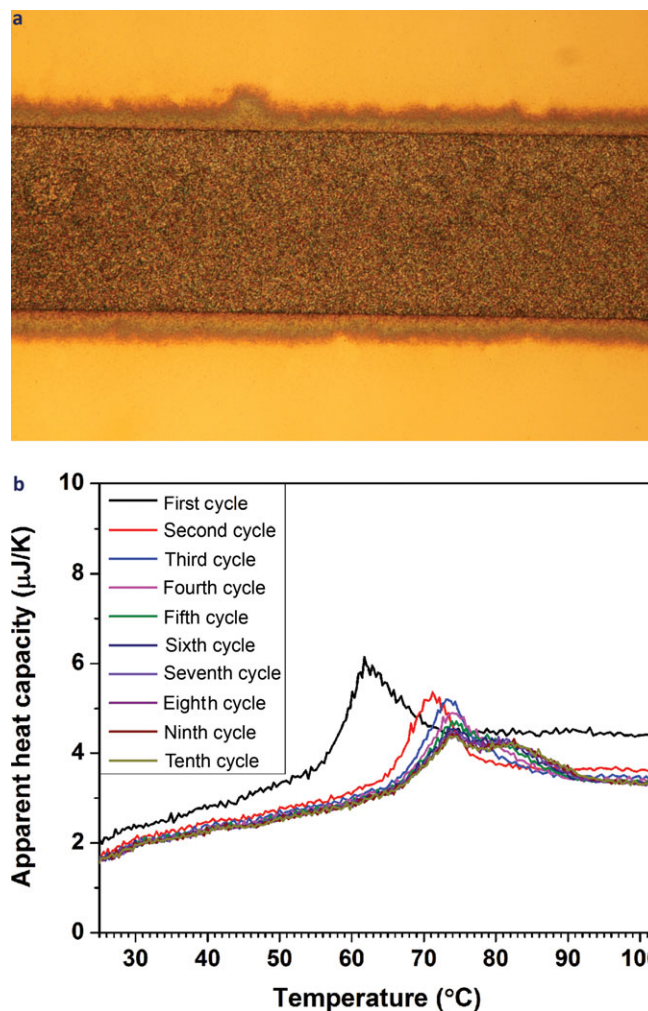 a
b
Apparent heat capacity (μJ/K)
10
8
6
4
2
0
First cycle
Second cycle
Third cycle
Fourth cycle
Fifth cycle
Sixth cycle
Seventh cycle
Eighth cycle
Ninth cycle
Tenth cycle
30 40 50 60 70 80 90 100
Temperature (°C)